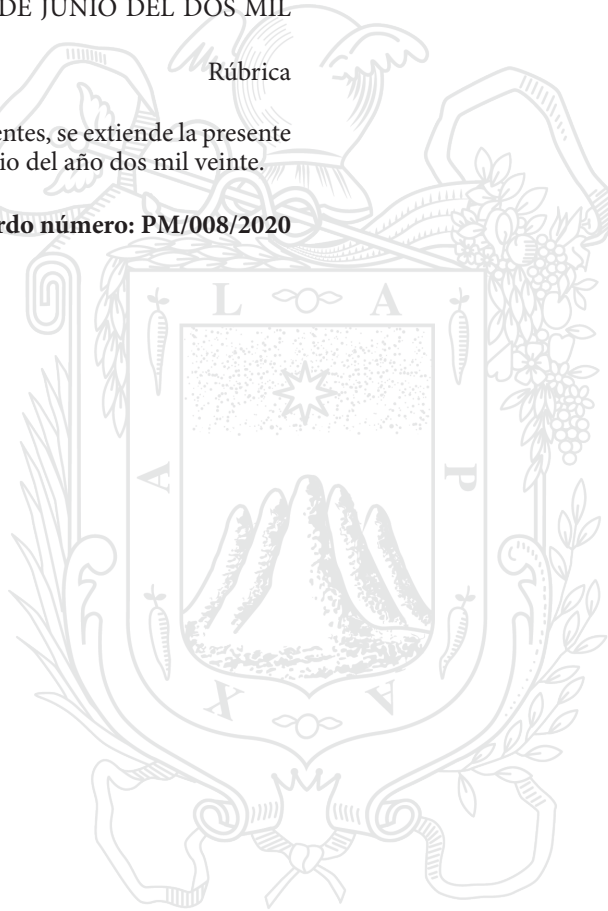 DE JUNIO DEL DOS MIL
Rúbrica
entes, se extiende la presente
io del año dos mil veinte.
rdo número: PM/008/2020
L A
A P
X A